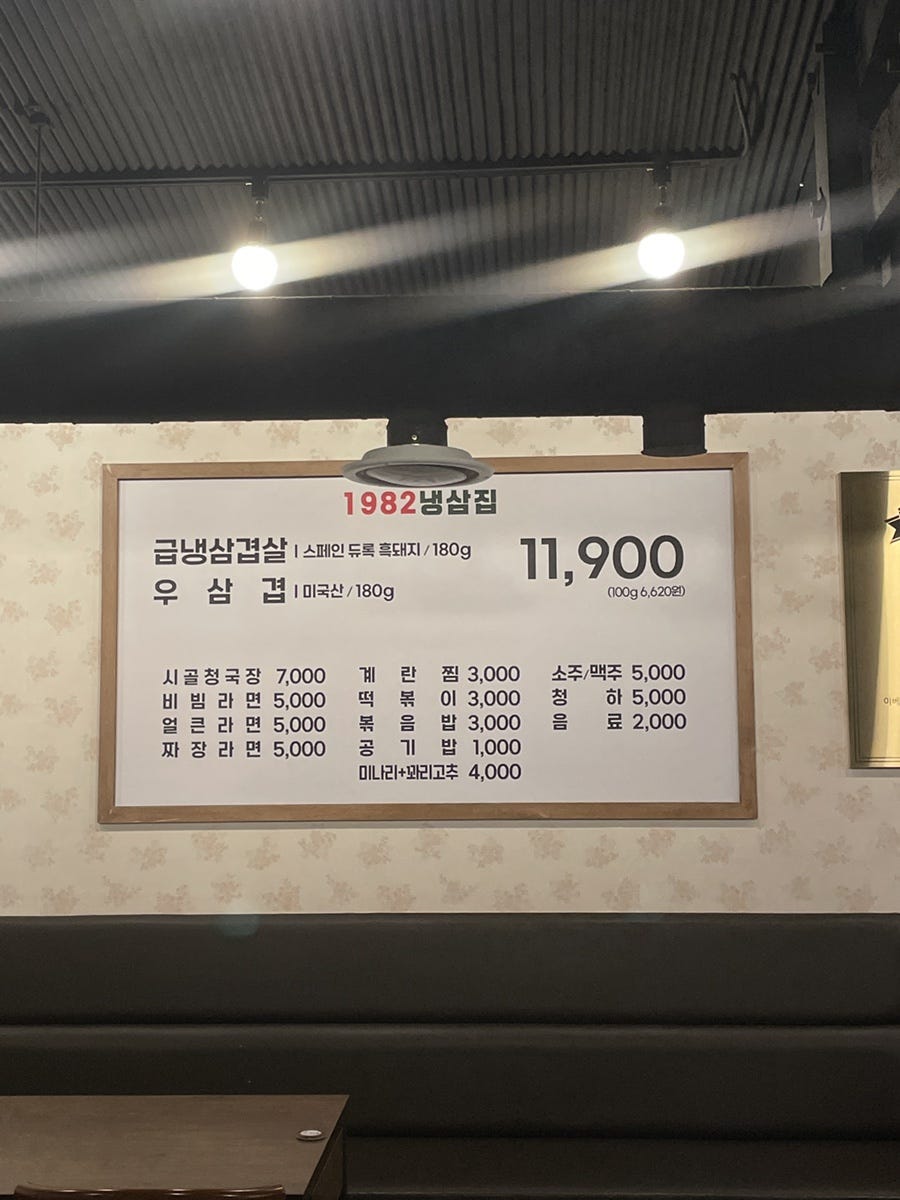 1982냉삼집
급냉삼겹살 | 스페인 듀록 흑돼지 / 180g
우삼겹 | 미국산 / 180g
11,900
(100g 6,620원)
시골청국장 7,000
비빔라면 5,000
얼큰라면 5,000
짜장라면 5,000
계란찜 3,000
떡볶이 3,000
볶음밥 3,000
공기밥 1,000
미나리+꽈리고추 4,000
소주/맥주 5,000
청하 5,000
음료 2,000